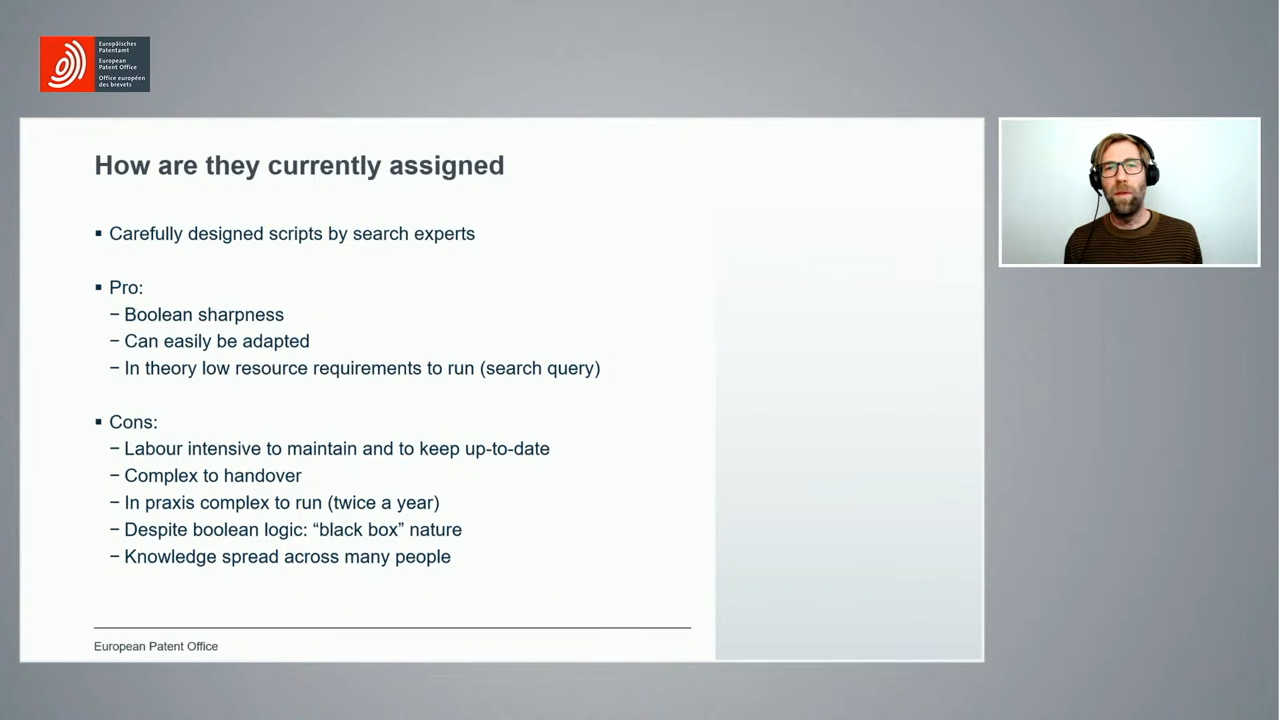 Europäisches
Patentamt
European
Patent Office
Office européen
des brevets
How are they currently assigned
▪ Carefully designed scripts by search experts
▪ Pro:
− Boolean sharpness
− Can easily be adapted
− In theory low resource requirements to run (search query)
▪ Cons:
− Labour intensive to maintain and to keep up-to-date
− Complex to handover
− In praxis complex to run (twice a year)
− Despite boolean logic: “black box” nature
− Knowledge spread across many people
European Patent Office